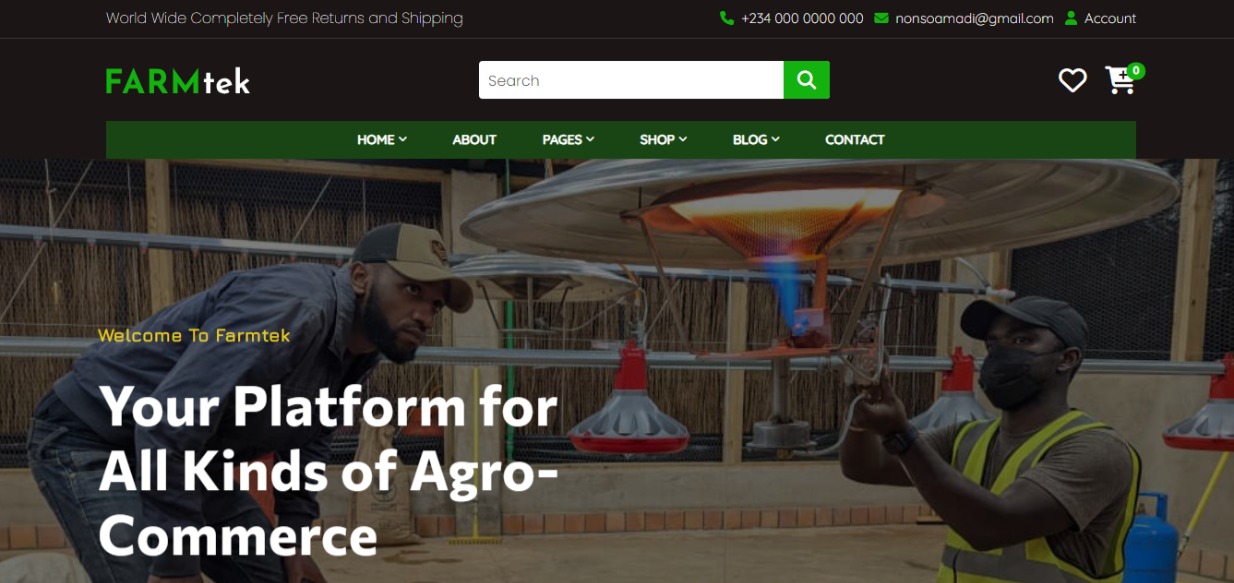 World Wide Completely Free Returns and Shipping
+234 000 0000 000 nonsoamadi@gmail.com Account
FARMtek
Search
0
HOME ABOUT PAGES SHOP BLOG CONTACT
Welcome To Farmtek
Your Platform for
All Kinds of Agro-
Commerce